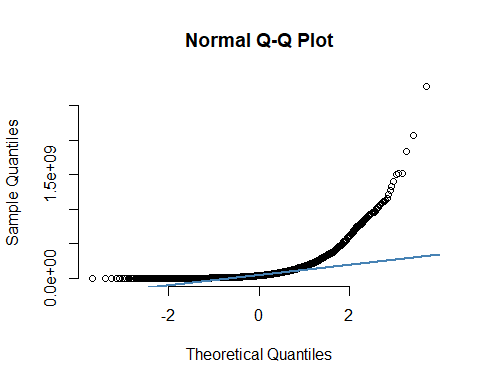 Normal Q-Q Plot
Sample Quantiles
1.5e+09
0.0e+00
-2 0 2
Theoretical Quantiles